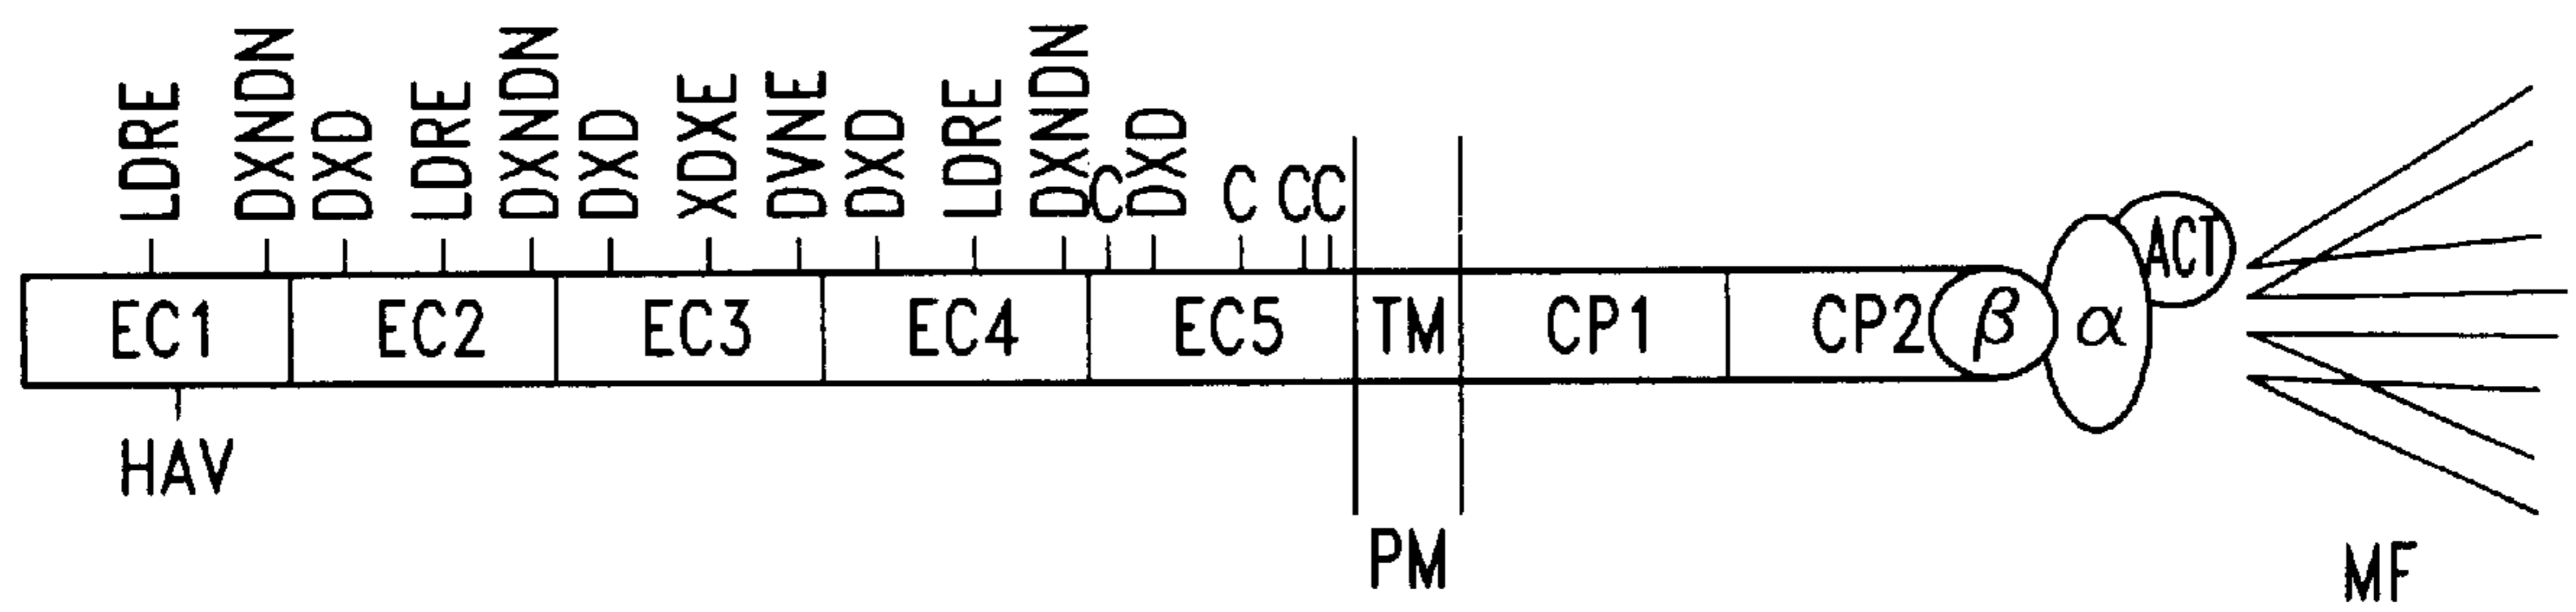 LDRE DXNDN DXD LDRE DXNDN DXD XDXE DVNE DXD LDRE DXNDN C DXD C C C
EC1 EC2 EC3 EC4 EC5 TM CP1 CP2 β α ACT
HAV
PM
MF